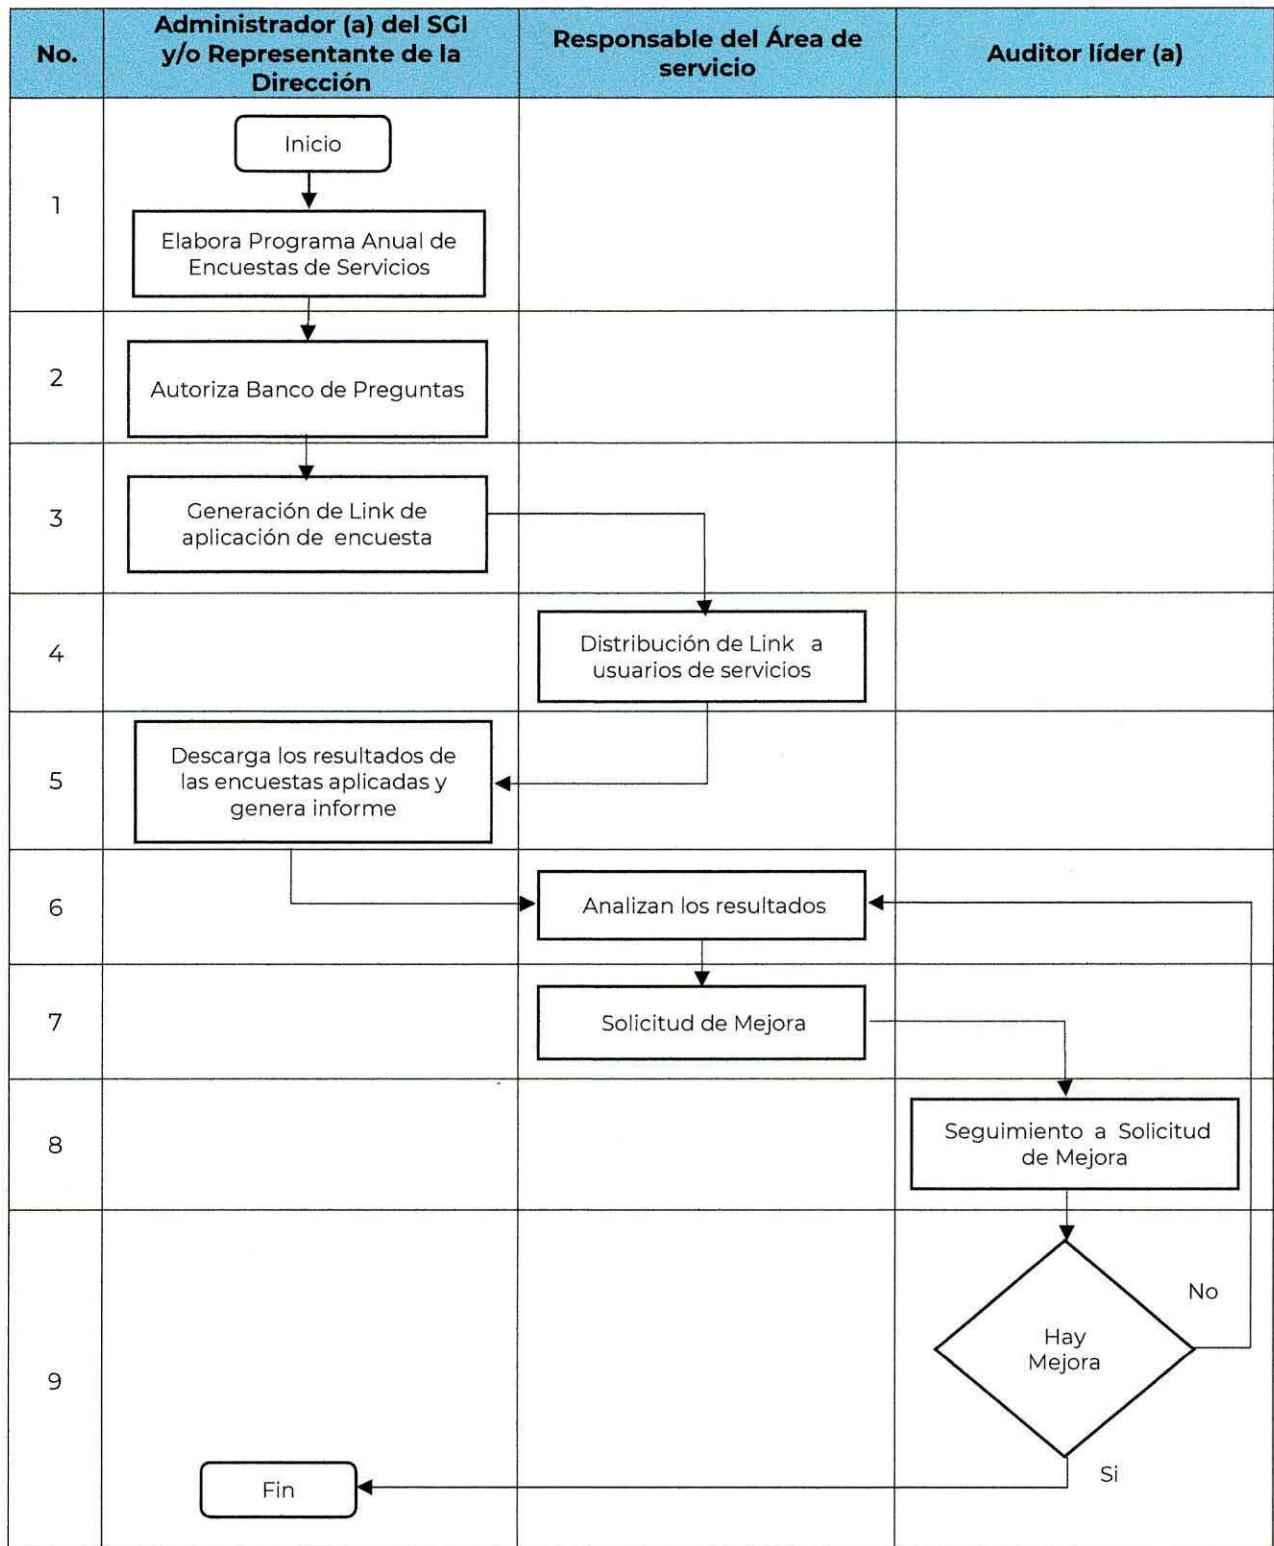 No.
Administrador (a) del SGI
y/o Representante de la
Dirección
Responsable del Área de
servicio
Auditor líder (a)
1
Inicio
Elabora Programa Anual de
Encuestas de Servicios
2
Autoriza Banco de Preguntas
3
Generación de Link de
aplicación de encuesta
4
Distribución de Link a
usuarios de servicios
5
Descarga los resultados de
las encuestas aplicadas y
genera informe
6
Analizan los resultados
7
Solicitud de Mejora
8
Seguimiento a Solicitud
de Mejora
9
Hay
Mejora
No
Si
Fin